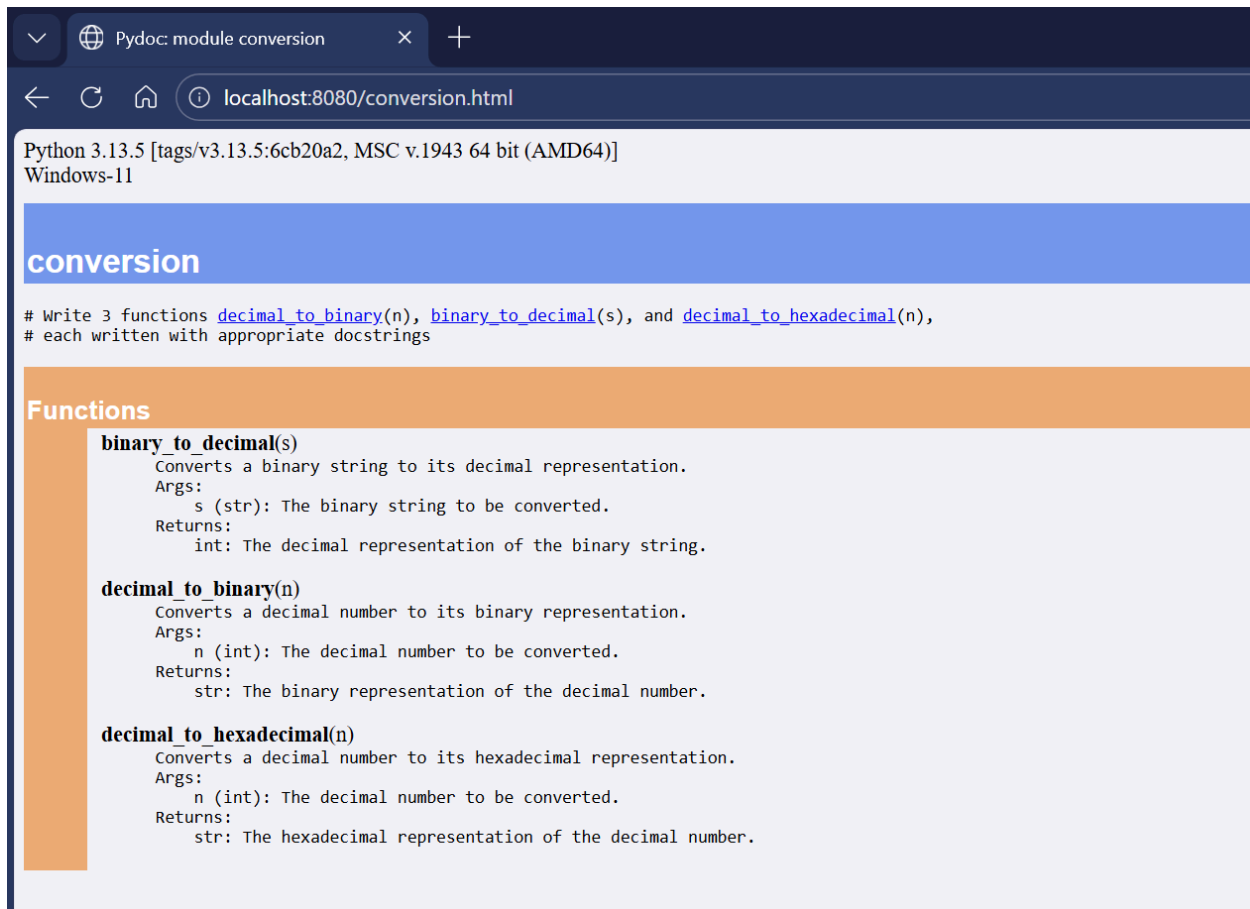 Pydoc: module conversion
localhost:8080/conversion.html
Python 3.13.5 [tags/v3.13.5:6cb20a2, MSC v.1943 64 bit (AMD64)]
Windows-11
conversion
# Write 3 functions decimal_to_binary(n), binary_to_decimal(s), and decimal_to_hexadecimal(n),
# each written with appropriate docstrings
Functions
binary_to_decimal(s)
Converts a binary string to its decimal representation.
Args:
s (str): The binary string to be converted.
Returns:
int: The decimal representation of the binary string.
decimal_to_binary(n)
Converts a decimal number to its binary representation.
Args:
n (int): The decimal number to be converted.
Returns:
str: The binary representation of the decimal number.
decimal_to_hexadecimal(n)
Converts a decimal number to its hexadecimal representation.
Args:
n (int): The decimal number to be converted.
Returns:
str: The hexadecimal representation of the decimal number.